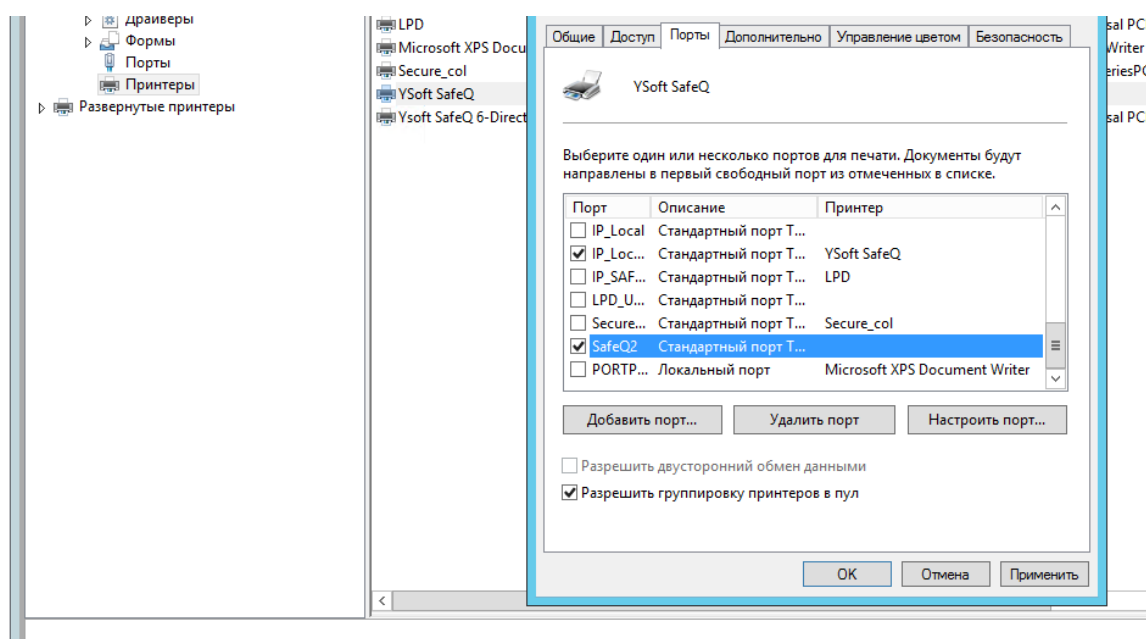 Драйверы
Формы
Порты
Принтеры
Развернутые принтеры
LPD
Microsoft XPS Docu
Secure_col
YSoft SafeQ
Ysoft SafeQ 6-Direct
Общие Доступ Порты Дополнительно Управление цветом Безопасность
YSoft SafeQ
Выберите один или несколько портов для печати. Документы будут
направлены в первый свободный порт из отмеченных в списке.
Порт Описание Принтер
IP_Local Стандартный порт T...
IP_Loc... Стандартный порт T... YSoft SafeQ
IP_SAF... Стандартный порт T... LPD
LPD_U... Стандартный порт T...
Secure... Стандартный порт T... Secure_col
SafeQ2 Стандартный порт T...
PORTP... Локальный порт Microsoft XPS Document Writer
Добавить порт... Удалить порт Настроить порт...
Разрешить двусторонний обмен данными
Разрешить группировку принтеров в пул
OK Отмена Применить
sal PC
Writer
eriesPC
sal PC